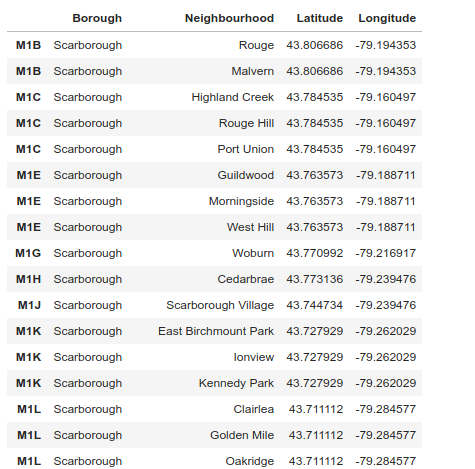 Borough Neighbourhood Latitude Longitude
M1B Scarborough Rouge 43.806686 -79.194353
M1B Scarborough Malvern 43.806686 -79.194353
M1C Scarborough Highland Creek 43.784535 -79.160497
M1C Scarborough Rouge Hill 43.784535 -79.160497
M1C Scarborough Port Union 43.784535 -79.160497
M1E Scarborough Guildwood 43.763573 -79.188711
M1E Scarborough Morningside 43.763573 -79.188711
M1E Scarborough West Hill 43.763573 -79.188711
M1G Scarborough Woburn 43.770992 -79.216917
M1H Scarborough Cedarbrae 43.773136 -79.239476
M1J Scarborough Scarborough Village 43.744734 -79.239476
M1K Scarborough East Birchmount Park 43.727929 -79.262029
M1K Scarborough Ionview 43.727929 -79.262029
M1K Scarborough Kennedy Park 43.727929 -79.262029
M1L Scarborough Clairlea 43.711112 -79.284577
M1L Scarborough Golden Mile 43.711112 -79.284577
M1L Scarborough Oakridge 43.711112 -79.284577